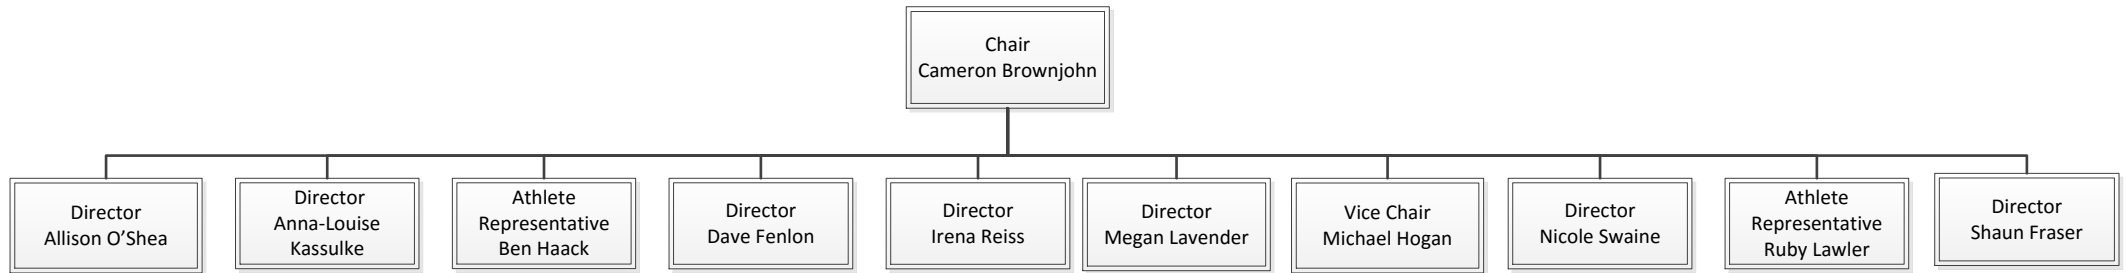 Chair
Cameron Brownjohn
Director
Allison O’Shea
Director
Anna-Louise
Kassulke
Athlete
Representative
Ben Haack
Director
Dave Fenlon
Director
Irena Reiss
Director
Megan Lavender
Vice Chair
Michael Hogan
Director
Nicole Swaine
Athlete
Representative
Ruby Lawler
Director
Shaun Fraser